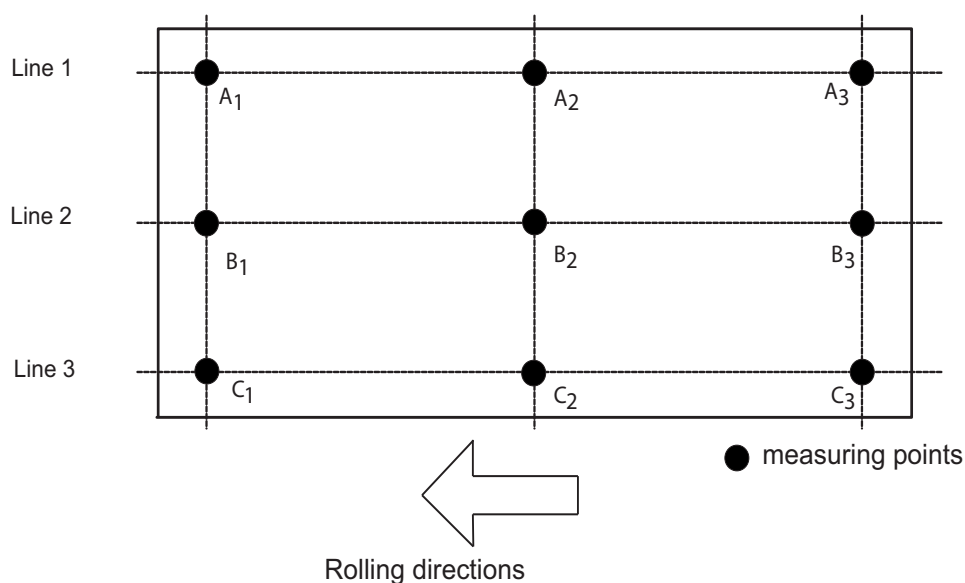 Line 1
A1 A2 A3
Line 2
B1 B2 B3
Line 3
C1 C2 C3
measuring points
Rolling directions